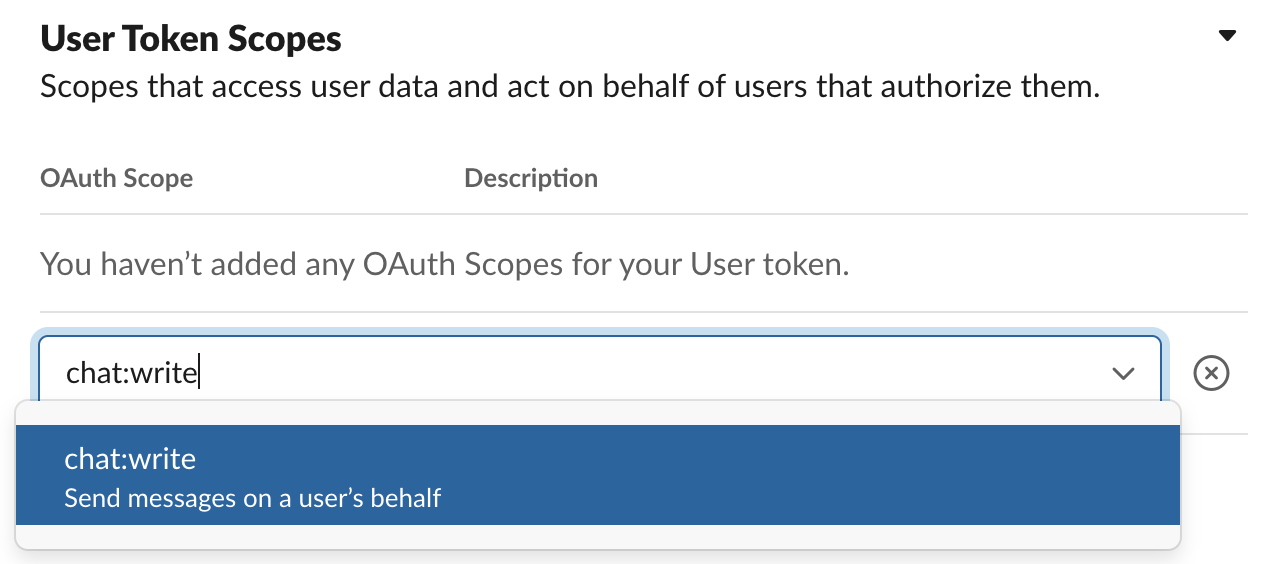 User Token Scopes
Scopes that access user data and act on behalf of users that authorize them.
OAuth Scope Description
You haven’t added any OAuth Scopes for your User token.
chat:write
chat:write
Send messages on a user’s behalf